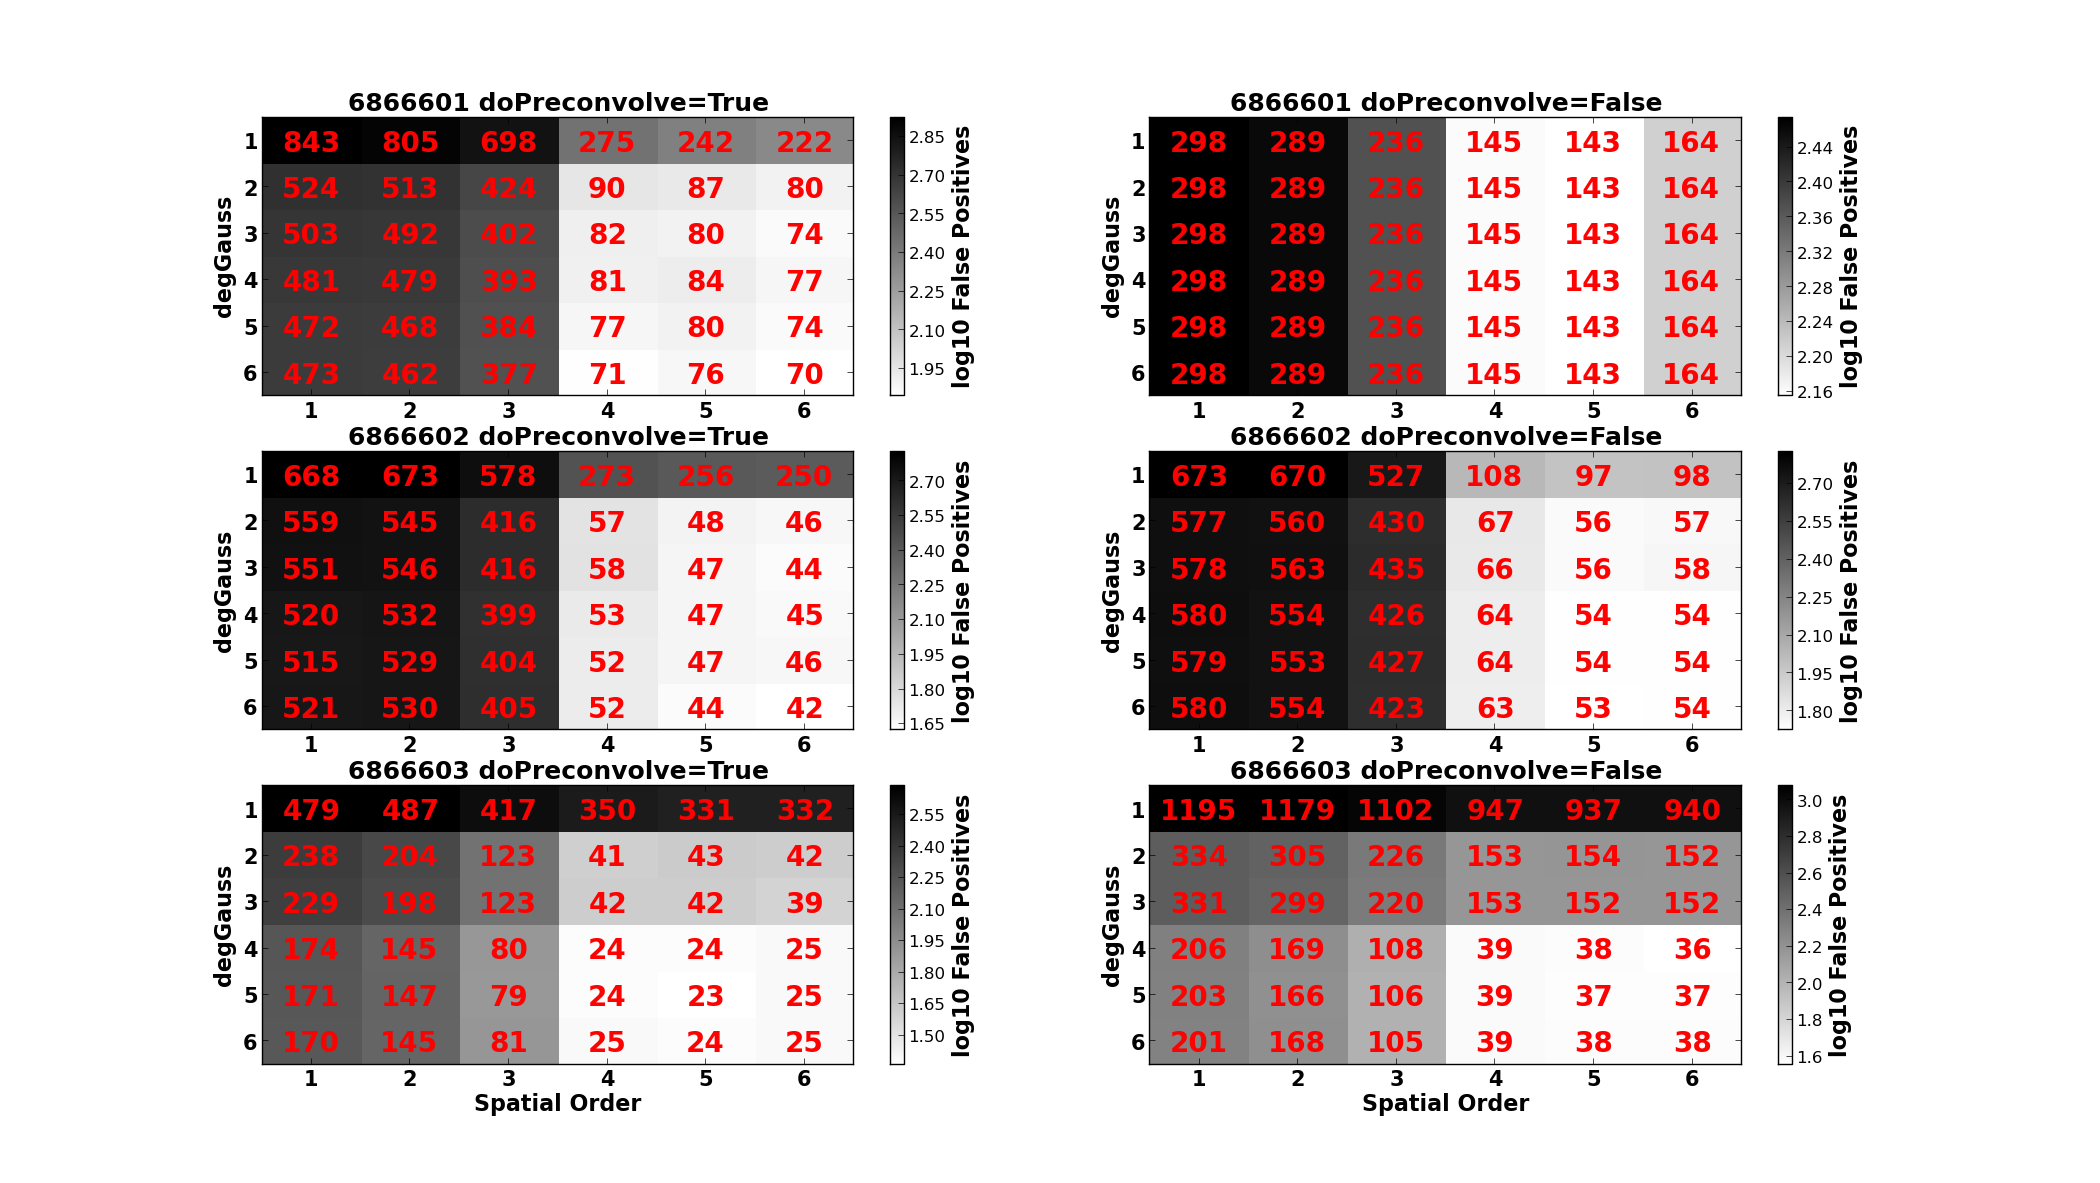 6866601 doPreconvolve=True
1 843 805 698 275 242 222
2 524 513 424 90 87 80
3 503 492 402 82 80 74
4 481 479 393 81 84 77
5 472 468 384 77 80 74
6 473 462 377 71 76 70
1 2 3 4 5 6
degGauss
2.85
2.70
2.55
2.40
2.25
2.10
1.95
log10 False Positives
6866601 doPreconvolve=False
1 298 289 236 145 143 164
2 298 289 236 145 143 164
3 298 289 236 145 143 164
4 298 289 236 145 143 164
5 298 289 236 145 143 164
6 298 289 236 145 143 164
1 2 3 4 5 6
degGauss
2.44
2.40
2.36
2.32
2.28
2.24
2.20
2.16
log10 False Positives
6866602 doPreconvolve=True
1 668 673 578 273 256 250
2 559 545 416 57 48 46
3 551 546 416 58 47 44
4 520 532 399 53 47 45
5 515 529 404 52 47 46
6 521 530 405 52 44 42
1 2 3 4 5 6
degGauss
2.70
2.55
2.40
2.25
2.10
1.95
1.80
1.65
log10 False Positives
6866602 doPreconvolve=False
1 673 670 527 108 97 98
2 577 560 430 67 56 57
3 578 563 435 66 56 58
4 580 554 426 64 54 54
5 579 553 427 64 54 54
6 580 554 423 63 53 54
1 2 3 4 5 6
degGauss
2.70
2.55
2.40
2.25
2.10
1.95
1.80
log10 False Positives
6866603 doPreconvolve=True
1 479 487 417 350 331 332
2 238 204 123 41 43 42
3 229 198 123 42 42 39
4 174 145 80 24 24 25
5 171 147 79 24 23 25
6 170 145 81 25 24 25
1 2 3 4 5 6
Spatial Order
degGauss
2.55
2.40
2.25
2.10
1.95
1.80
1.65
1.50
log10 False Positives
6866603 doPreconvolve=False
1 1195 1179 1102 947 937 940
2 334 305 226 153 154 152
3 331 299 220 153 152 152
4 206 169 108 39 38 36
5 203 166 106 39 37 37
6 201 168 105 39 38 38
1 2 3 4 5 6
Spatial Order
degGauss
3.0
2.8
2.6
2.4
2.2
2.0
1.8
1.6
log10 False Positives